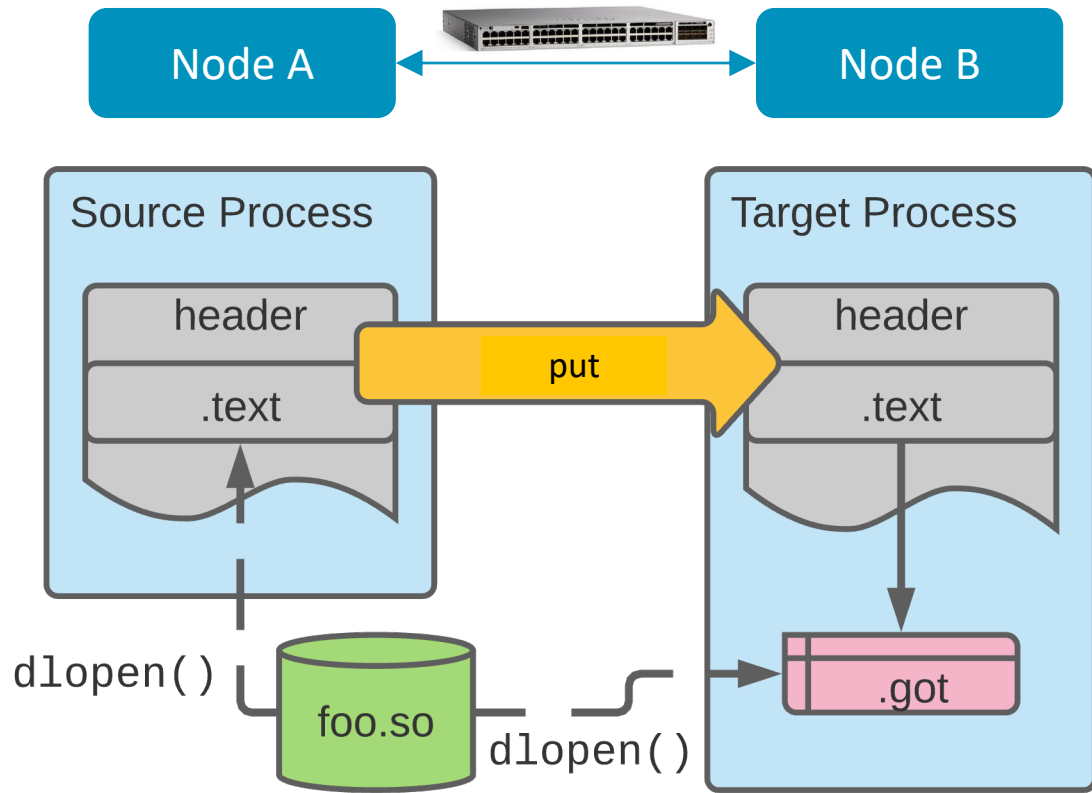 Node A
Node B
Source Process
Target Process
header
header
put
.text
.text
dlopen()
foo.so
.got
dlopen()